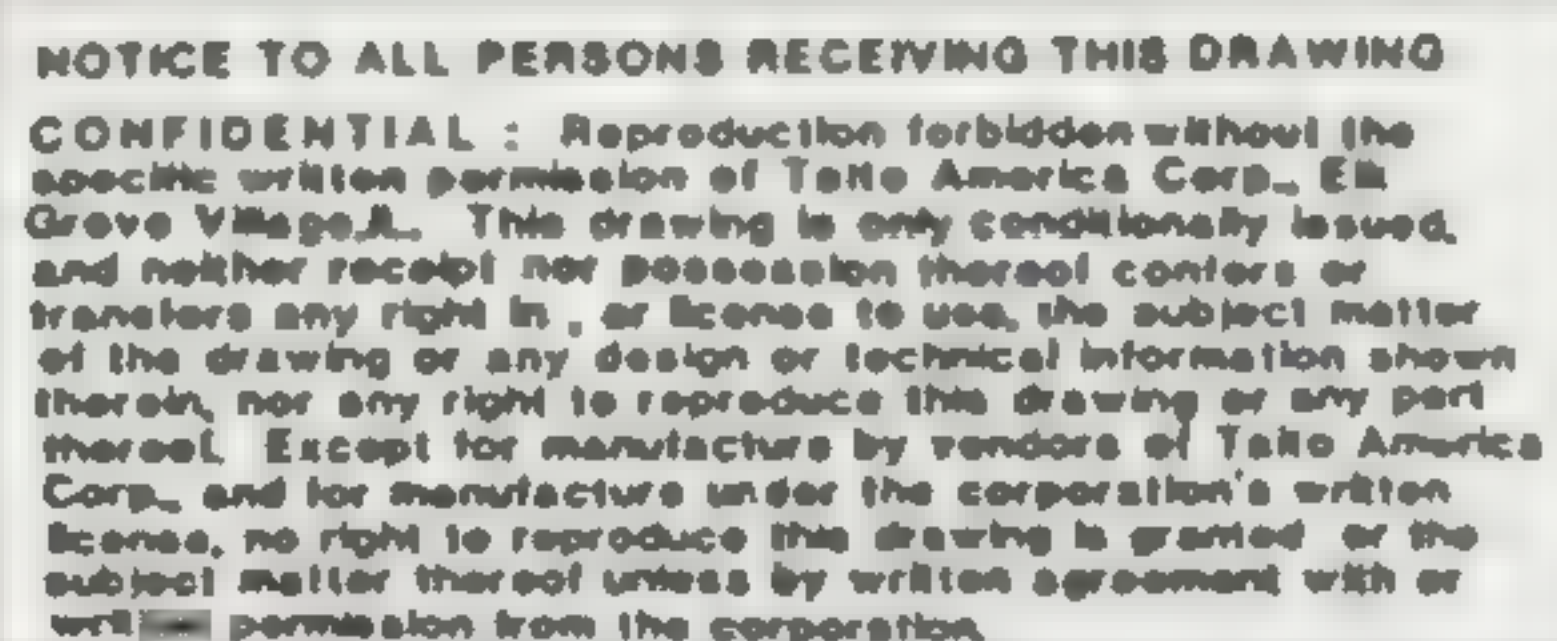 NOTICE TO ALL PERSONS RECEIVING THIS DRAWING
CONFIDENTIAL : Reproduction forbidden without the
specific written permission of Taito America Corp., Elk
Grove Village, IL. This drawing is only conditionally issued,
and neither receipt nor possession thereof confers or
transfers any right in , or license to use, the subject matter
of the drawing or any design or technical information shown
therein, nor any right to reproduce this drawing or any part
thereof. Except for manufacture by vendors of Taito America
Corp., and for manufacture under the corporation's written
license, no right to reproduce this drawing is granted or the
subject matter thereof unless by written agreement with or
permission from the corporation.